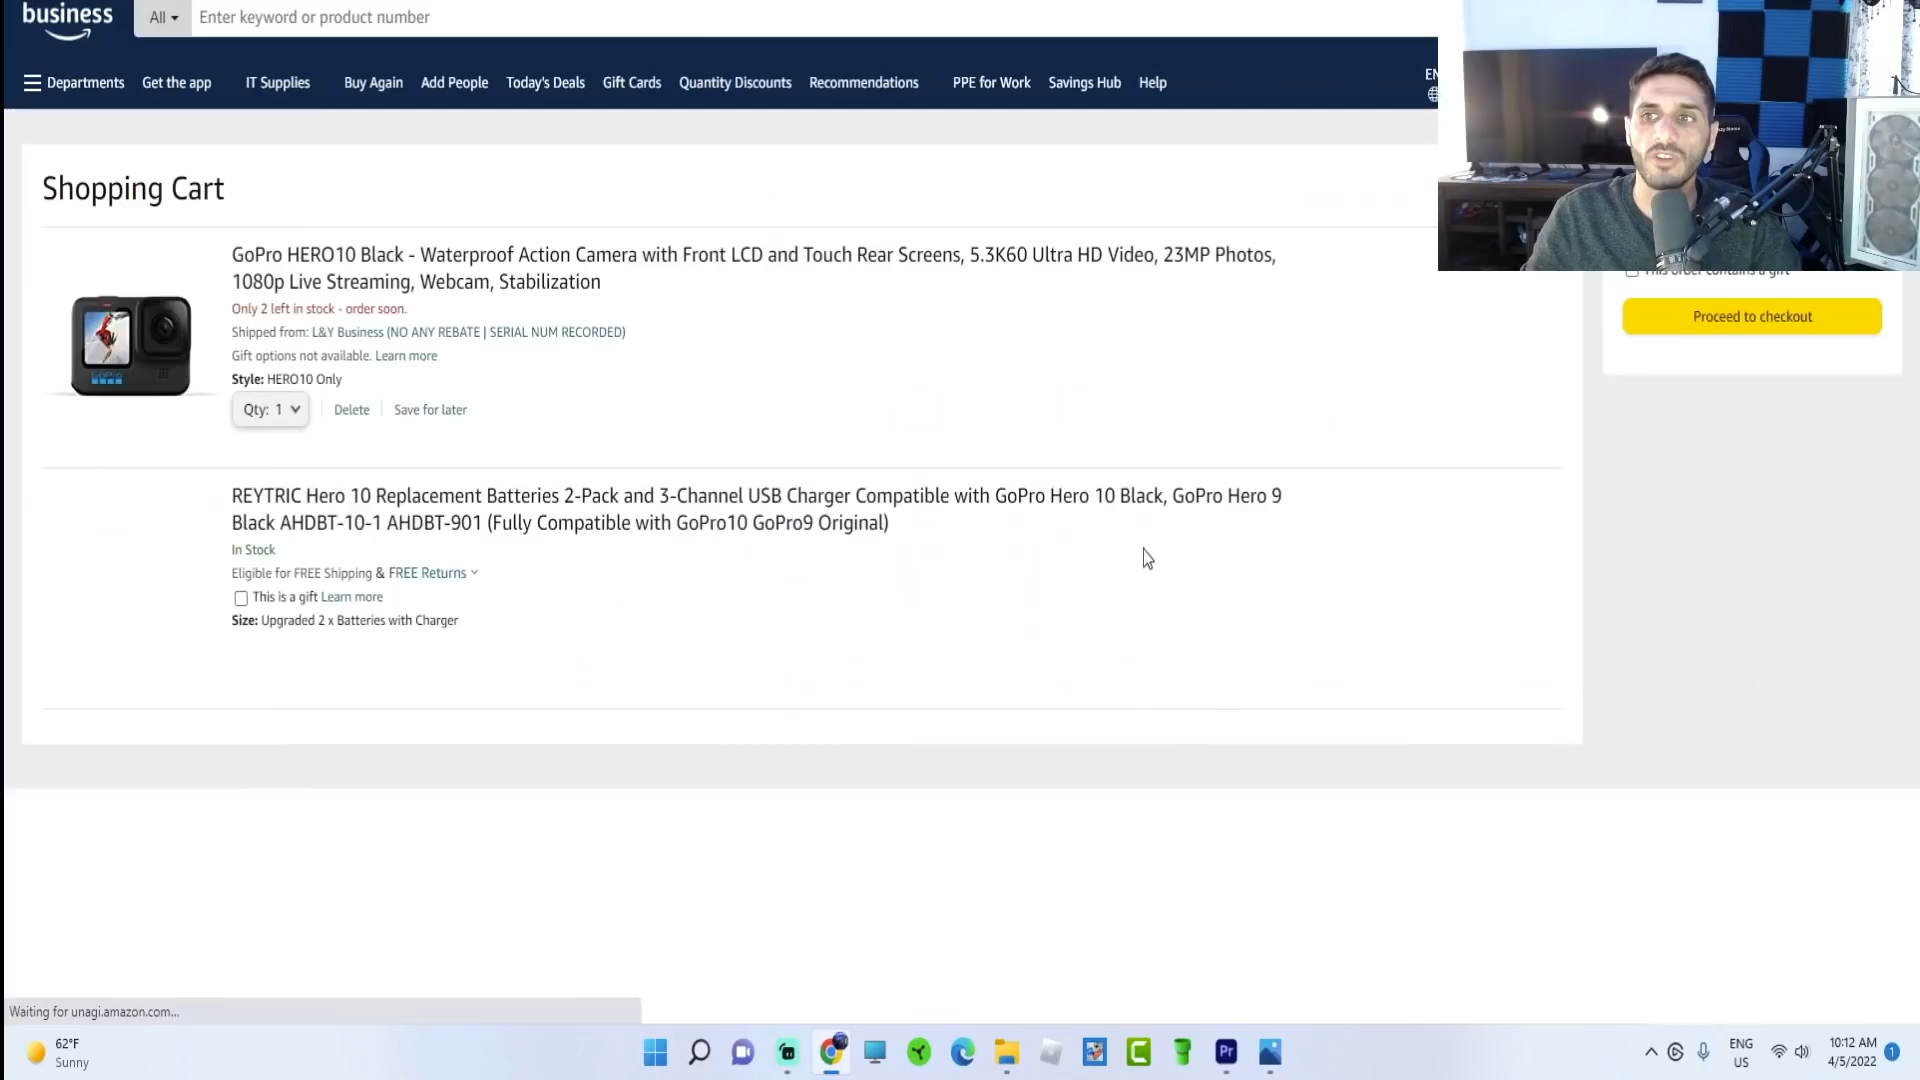 business
All
Enter keyword or product number
Departments
Get the app
IT Supplies
Buy Again
Add People
Today's Deals
Gift Cards
Quantity Discounts
Recommendations
PPE for Work
Savings Hub
Help
EN
Shopping Cart
GoPro HERO10 Black - Waterproof Action Camera with Front LCD and Touch Rear Screens, 5.3K60 Ultra HD Video, 23MP Photos,
1080p Live Streaming, Webcam, Stabilization
Only 2 left in stock - order soon.
Shipped from: L&Y Business (NO ANY REBATE | SERIAL NUM RECORDED)
Gift options not available. Learn more
Style: HERO10 Only
Qty: 1
Delete
Save for later
This order contains a gift
Proceed to checkout
GoPro
REYTRIC Hero 10 Replacement Batteries 2-Pack and 3-Channel USB Charger Compatible with GoPro Hero 10 Black, GoPro Hero 9
Black AHDBT-10-1 AHDBT-901 (Fully Compatible with GoPro10 GoPro9 Original)
In Stock
Eligible for FREE Shipping & FREE Returns
This is a gift Learn more
Size: Upgraded 2 x Batteries with Charger
Waiting for unagi.amazon.com...
62°F
Sunny
Pr
ENG
US
10:12 AM
4/5/2022
1